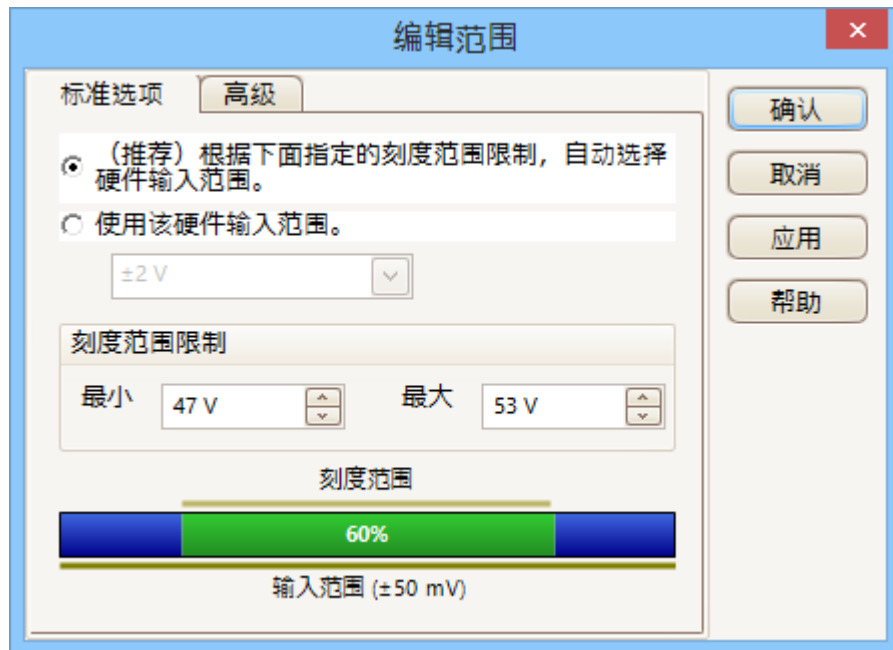 编辑范围
标准选项
高级
确认
(推荐) 根据下面指定的刻度范围限制，自动选择
硬件输入范围。
取消
使用该硬件输入范围。
应用
±2 V
帮助
刻度范围限制
最小 47 V 最大 53 V
刻度范围
60%
输入范围 (±50 mV)